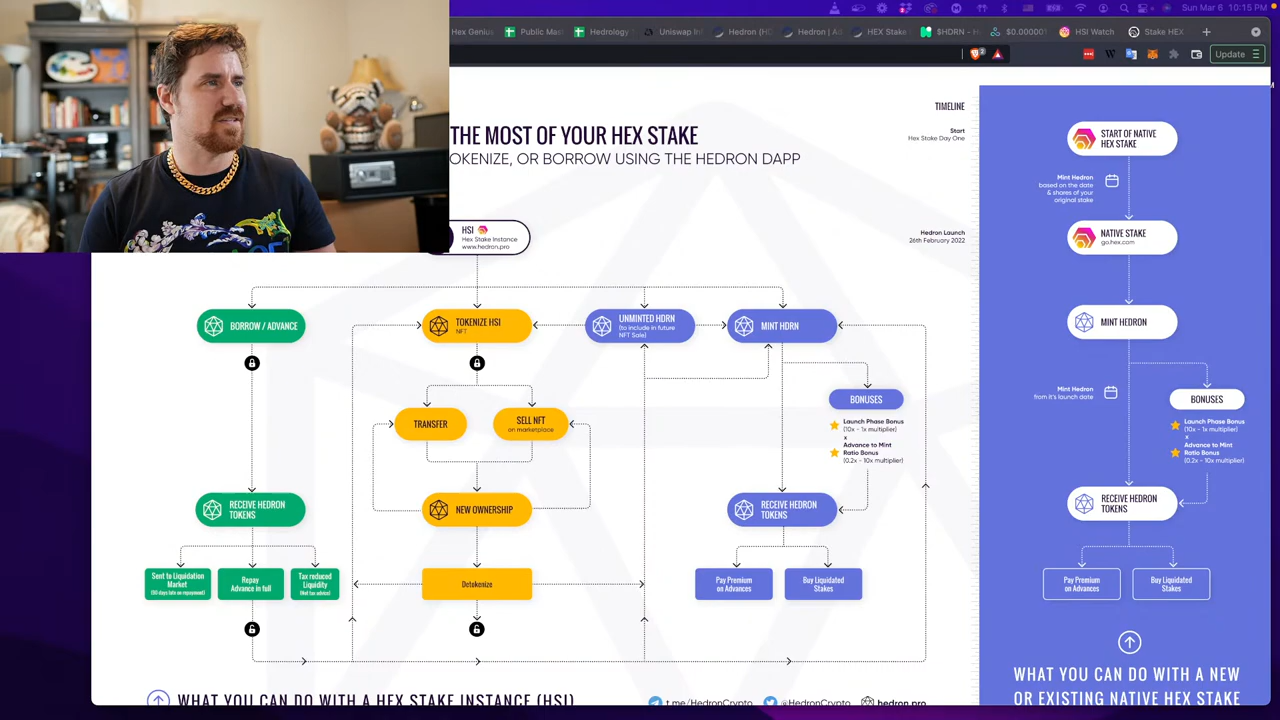 Sun Mar 6 10:15 PM
Hex Genius
Public Mas
Hedrology
Uniswap In
Hedron (HD
Hedron | A
HEX Stake
$HDRN - H
$0.000001
HSI Watch
Stake HEX
Update
THE MOST OF YOUR HEX STAKE
OKENIZE, OR BORROW USING THE HEDRON DAPP
TIMELINE
Start
Hex Stake Day One
Hedron Launch
26th February 2022
HSI
Hex Stake Instance
www.hedron.pro
BORROW / ADVANCE
TOKENIZE HSI
NFT
UNMINTED HDRN
(to include in future
NFT Sale)
MINT HDRN
TRANSFER
SELL NFT
on marketplace
BONUSES
Launch Phase Bonus
(10x - 1x multiplier)
x
Advance to Mint
Ratio Bonus
(0.2x - 10x multiplier)
RECEIVE HEDRON
TOKENS
NEW OWNERSHIP
RECEIVE HEDRON
TOKENS
Sent to Liquidation
Market
(90 days late on repayment)
Repay
Advance in full
Tax reduced
Liquidity
(Not tax advice)
Detokenize
Pay Premium
on Advances
Buy Liquidated
Stakes
WHAT YOU CAN DO WITH A HEX STAKE INSTANCE (HSI)
t.me/HedronCrypto
@HedronCrypto
hedron.pro
START OF NATIVE
HEX STAKE
Mint Hedron
based on the date
& shares of your
original stake
NATIVE STAKE
go.hex.com
MINT HEDRON
Mint Hedron
from it's launch date
BONUSES
Launch Phase Bonus
(10x - 1x multiplier)
x
Advance to Mint
Ratio Bonus
(0.2x - 10x multiplier)
RECEIVE HEDRON
TOKENS
Pay Premium
on Advances
Buy Liquidated
Stakes
WHAT YOU CAN DO WITH A NEW
OR EXISTING NATIVE HEX STAKE